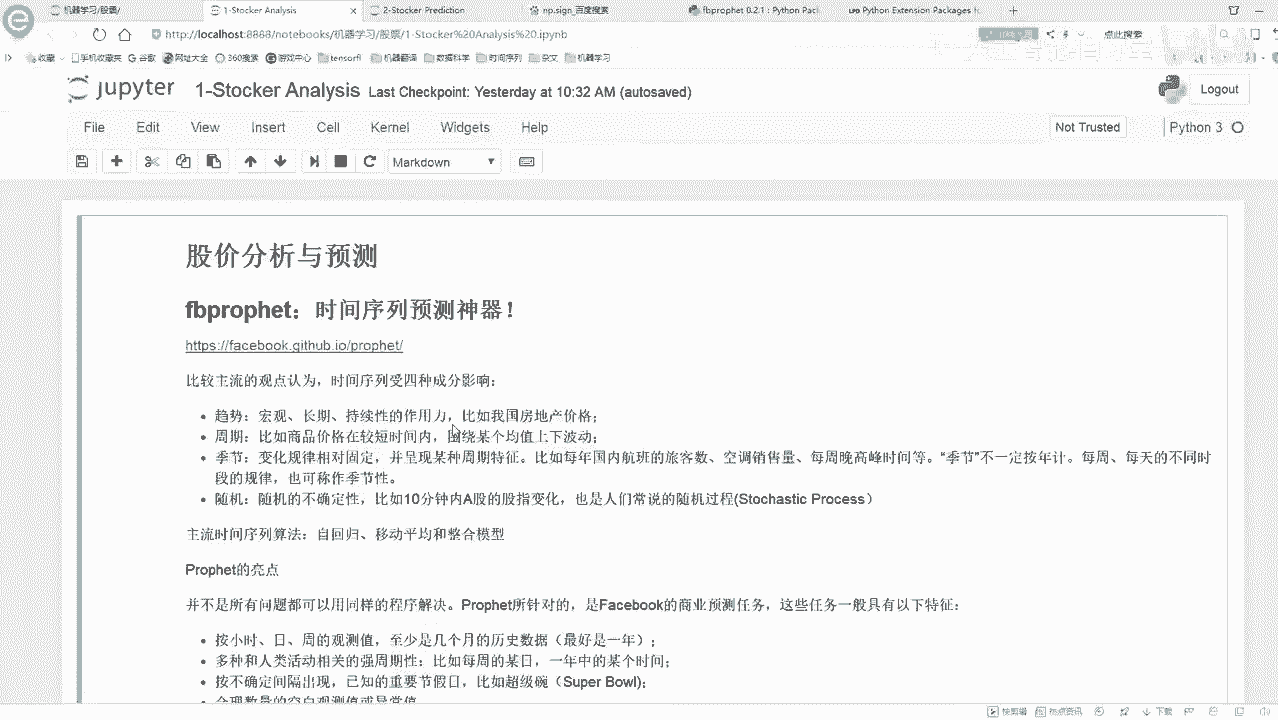 机器学习/股票/
1-Stocker Analysis
2-Stocker Prediction
np.sign_百度搜索
fbprophet 0.2.1 : Python Pacl
Python Extension Packages h
http://localhost:8888/notebooks/机器学习/股票/1-Stocker%20Analysis%20.ipynb
点此搜索
收藏
手机收藏夹
谷歌
网址大全
360搜索
游戏中心
tensorfl
机器翻译
数据科学
时间序列
杂文
机器学习
jupyter
1-Stocker Analysis
Last Checkpoint: Yesterday at 10:32 AM (autosaved)
Logout
File
Edit
View
Insert
Cell
Kernel
Widgets
Help
Not Trusted
Python 3
Markdown
股价分析与预测
fbprophet：时间序列预测神器！
https://facebook.github.io/prophet/
比较主流的观点认为，时间序列受四种成分影响：
• 趋势：宏观、长期、持续性的作用力，比如我国房地产价格；
• 周期：比如商品价格在较短时间内，围绕某个均值上下波动；
• 季节：变化规律相对固定，并呈现某种周期特征。比如每年国内航班的旅客数、空调销售量、每周晚高峰时间等。“季节”不一定按年计。每周、每天的不同时
段的规律，也可称作季节性。
• 随机：随机的不确定性，比如10分钟内A股的股指变化，也是人们常说的随机过程(Stochastic Process）
主流时间序列算法：自回归、移动平均和整合模型
Prophet的亮点
并不是所有问题都可以用同样的程序解决。Prophet所针对的，是Facebook的商业预测任务，这些任务一般具有以下特征：
• 按小时、日、周的观测值，至少是几个月的历史数据（最好是一年）；
• 多种和人类活动相关的强周期性：比如每周的某日，一年中的某个时间；
• 按不确定间隔出现，已知的重要节假日，比如超级碗（Super Bowl);
• 合理数量的空白观测值或异常值
快剪辑
热点资讯
下载